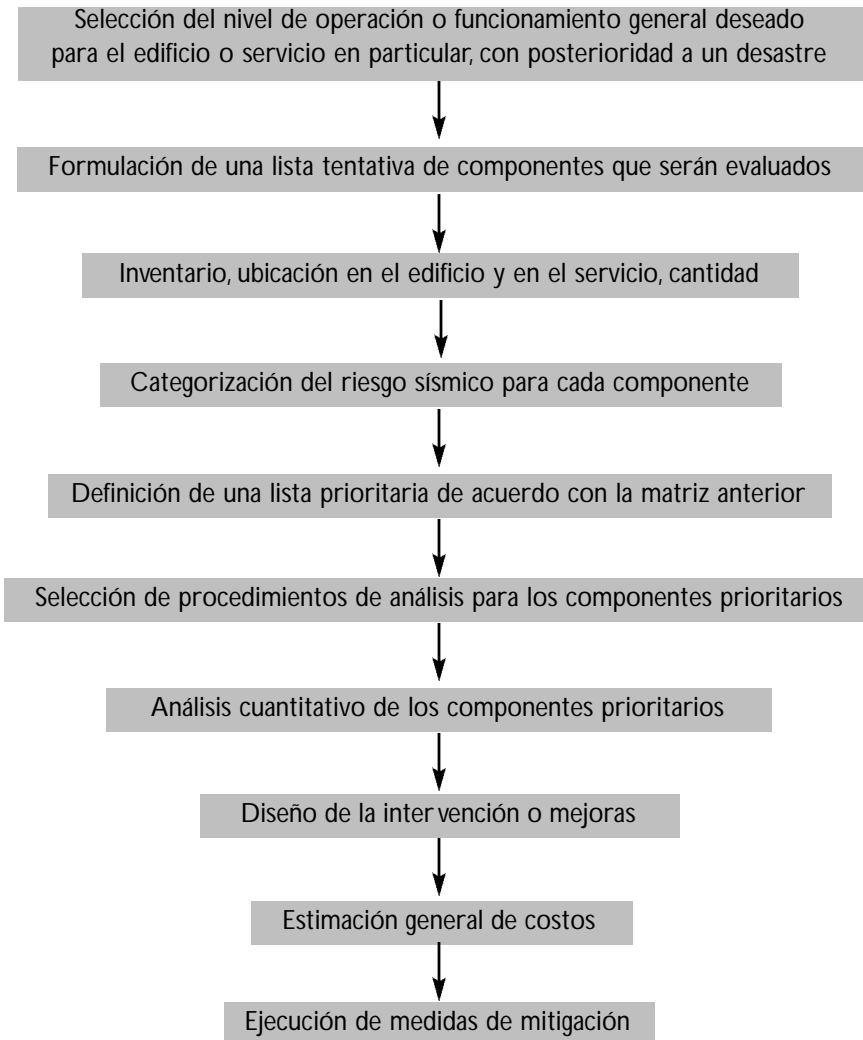 Selección del nivel de operación o funcionamiento general deseado
para el edificio o servicio en particular, con posterioridad a un desastre
Formulación de una lista tentativa de componentes que serán evaluados
Inventario, ubicación en el edificio y en el servicio, cantidad
Categorización del riesgo sísmico para cada componente
Definición de una lista prioritaria de acuerdo con la matriz anterior
Selección de procedimientos de análisis para los componentes prioritarios
Análisis cuantitativo de los componentes prioritarios
Diseño de la intervención o mejoras
Estimación general de costos
Ejecución de medidas de mitigación